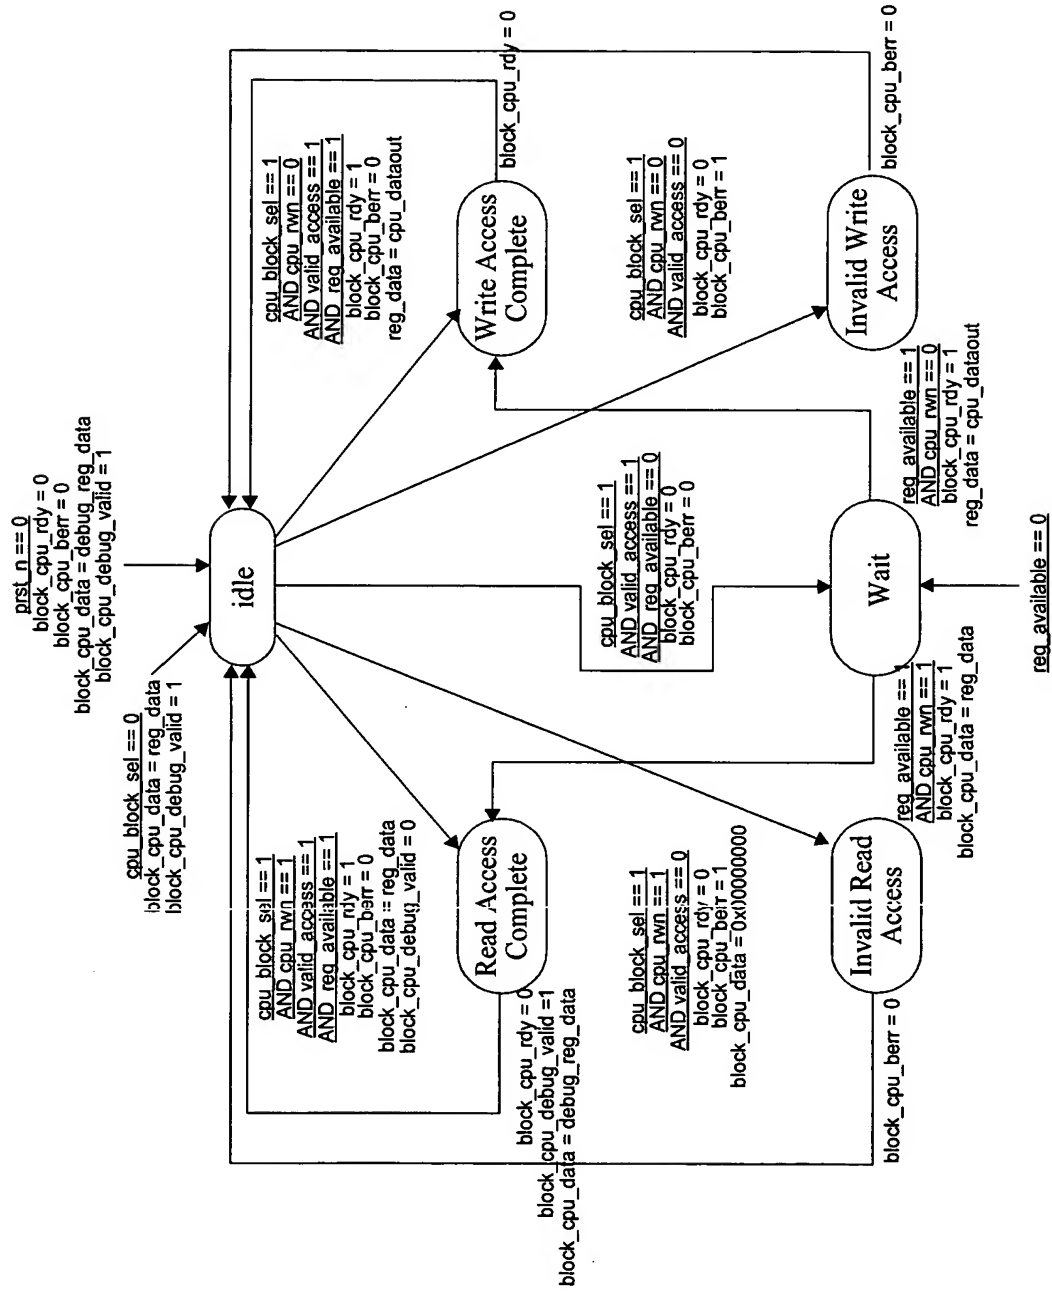 prst_n == 0
block_cpu_rdy = 0
block_cpu_berr = 0
block_cpu_data = debug_reg_data
block_cpu_debug_valid = 1
cpu_block_sel == 0
block_cpu_data = reg_data
block_cpu_debug_valid = 1
idle
cpu_block_sel == 1
AND cpu_rwn == 1
AND valid_access == 1
AND reg_available == 1
block_cpu_rdy = 1
block_cpu_berr = 0
block_cpu_data = reg_data
block_cpu_debug_valid = 0
cpu_block_sel == 1
AND cpu_rwn == 0
AND valid_access == 1
AND reg_available == 1
block_cpu_rdy = 1
block_cpu_berr = 0
reg_data = cpu_dataout
Read Access
Complete
Write Access
Complete
block_cpu_rdy = 0
block_cpu_debug_valid =1
block_cpu_data = debug_reg_data
block_cpu_rdy = 0
cpu_block_sel == 1
AND valid_access == 1
AND reg_available == 0
block_cpu_rdy = 0
block_cpu_berr = 0
cpu_block_sel == 1
AND cpu_rwn == 1
AND valid_access == 0
block_cpu_rdy = 0
block_cpu_berr = 1
block_cpu_data = 0x00000000
cpu_block_sel == 1
AND cpu_rwn == 0
AND valid_access == 0
block_cpu_rdy = 0
block_cpu_berr = 1
Invalid Read
Access
Wait
Invalid Write
Access
block_cpu_berr = 0
reg_available == 1
AND cpu_rwn == 1
block_cpu_rdy = 1
block_cpu_data = reg_data
reg_available == 1
AND cpu_rwn == 0
block_cpu_rdy = 1
reg_data = cpu_dataout
block_cpu_berr = 0
reg_available == 0